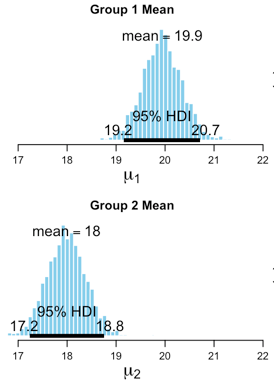 Group 1 Mean
mean = 19.9
95% HDI
19.2 20.7
17 18 19 20 21 22
μ1
Group 2 Mean
mean = 18
95% HDI
17.2 18.8
17 18 19 20 21 22
μ2